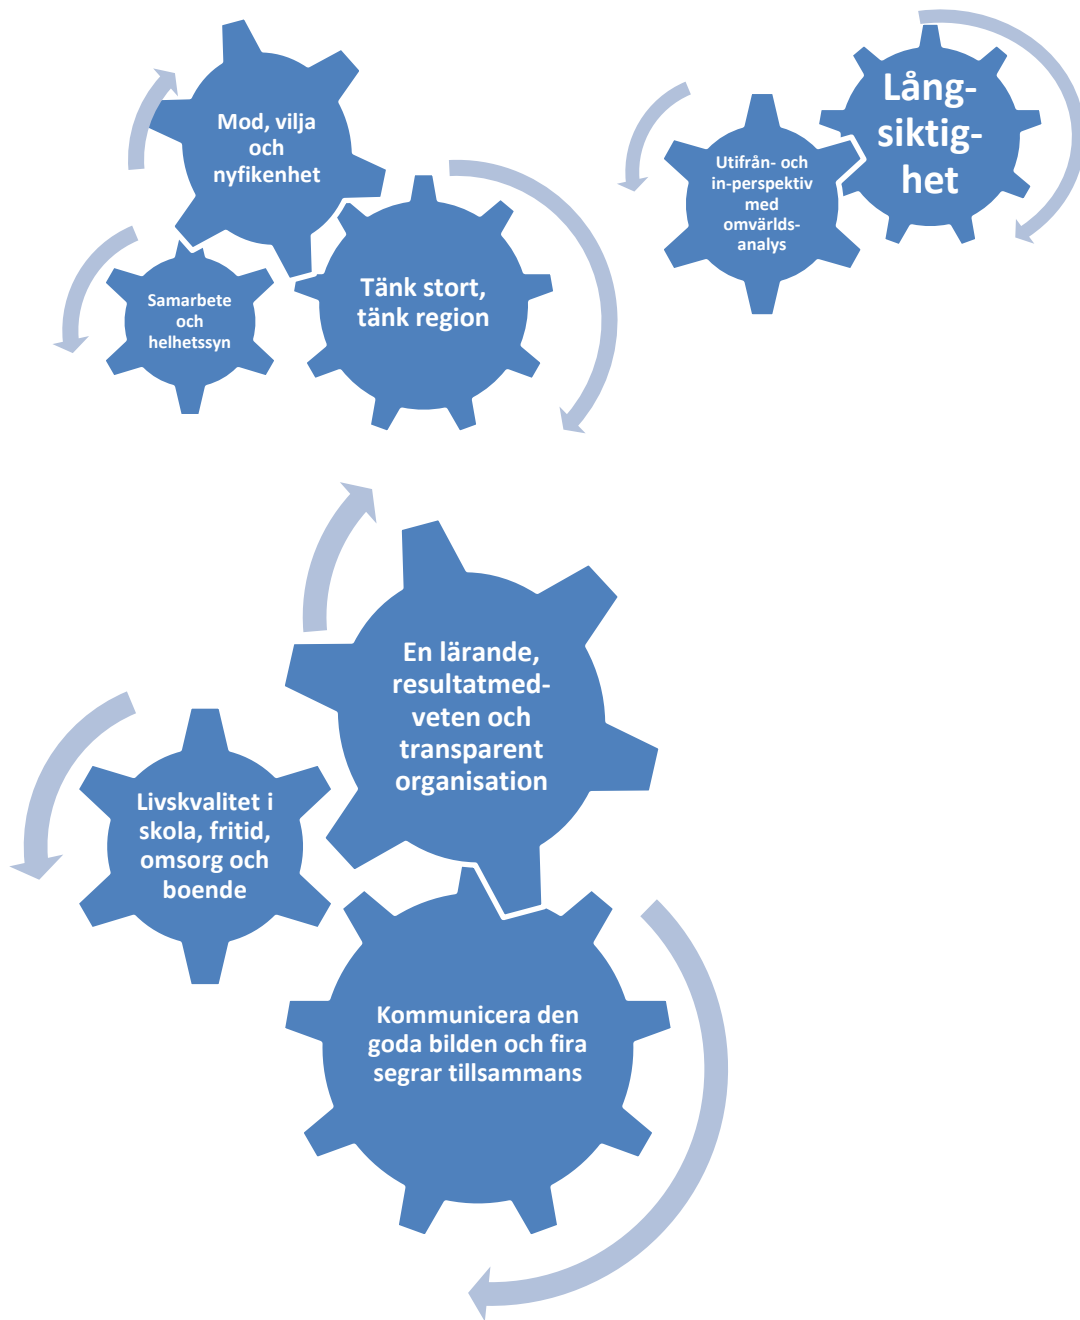 Mod, vilja
och
nyfikenhet
Samarbete
och
helhetssyn
Tänk stort,
tänk region
Utifrån- och
in-perspektiv
med
omvärlds-
analys
Lång-
siktig-
het
En lärande,
resultatmed-
veten och
transparent
organisation
Livskvalitet i
skola, fritid,
omsorg och
boende
Kommunicera den
goda bilden och fira
segrar tillsammans